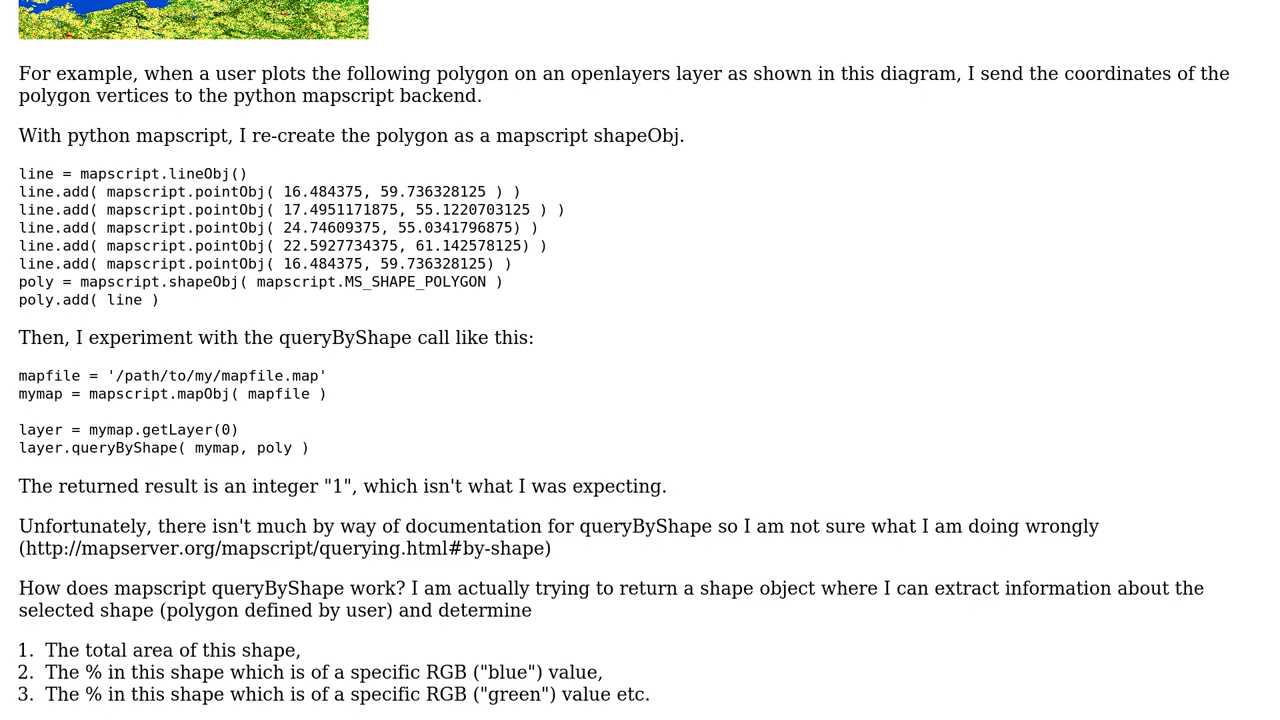 For example, when a user plots the following polygon on an openlayers layer as shown in this diagram, I send the coordinates of the
polygon vertices to the python mapscript backend.
With python mapscript, I re-create the polygon as a mapscript shapeObj.
line = mapscript.lineObj()
line.add( mapscript.pointObj( 16.484375, 59.736328125 ) )
line.add( mapscript.pointObj( 17.4951171875, 55.1220703125 ) )
line.add( mapscript.pointObj( 24.74609375, 55.0341796875) )
line.add( mapscript.pointObj( 22.5927734375, 61.142578125) )
line.add( mapscript.pointObj( 16.484375, 59.736328125) )
poly = mapscript.shapeObj( mapscript.MS_SHAPE_POLYGON )
poly.add( line )
Then, I experiment with the queryByShape call like this:
mapfile = '/path/to/my/mapfile.map'
mymap = mapscript.mapObj( mapfile )
layer = mymap.getLayer(0)
layer.queryByShape( mymap, poly )
The returned result is an integer "1", which isn't what I was expecting.
Unfortunately, there isn't much by way of documentation for queryByShape so I am not sure what I am doing wrongly
(http://mapserver.org/mapscript/querying.html#by-shape)
How does mapscript queryByShape work? I am actually trying to return a shape object where I can extract information about the
selected shape (polygon defined by user) and determine
1. The total area of this shape,
2. The % in this shape which is of a specific RGB ("blue") value,
3. The % in this shape which is of a specific RGB ("green") value etc.